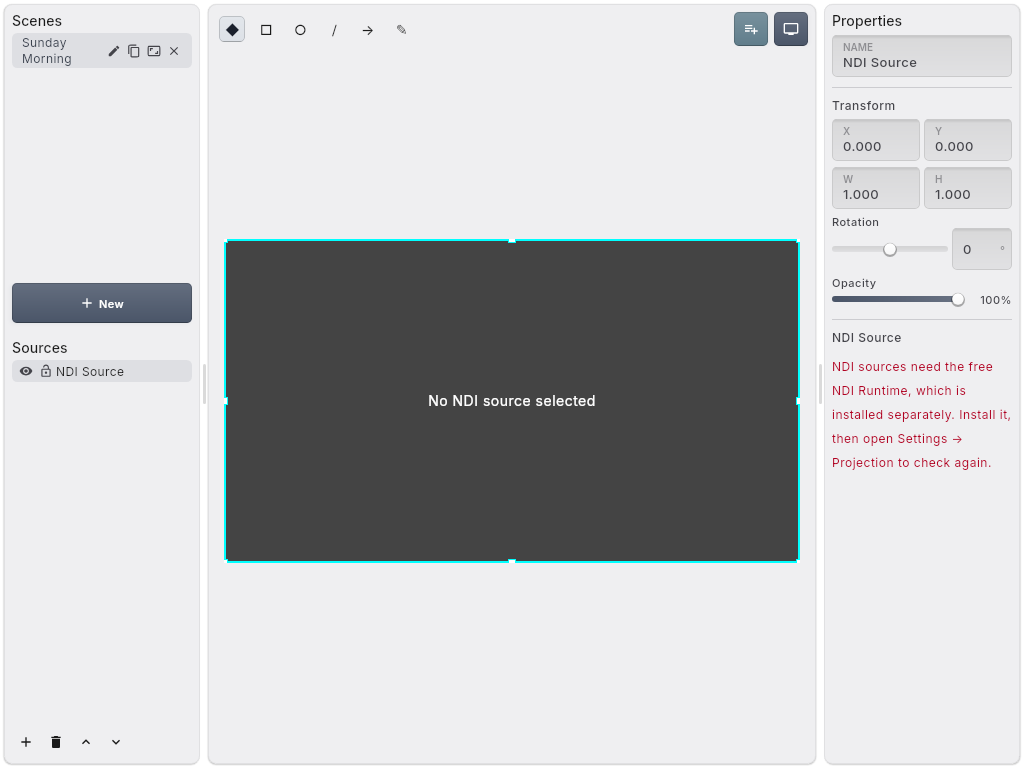 Scenes
Sunday
Morning
New
Sources
NDI Source
No NDI source selected
Properties
NAME
NDI Source
Transform
X
0.000
Y
0.000
W
1.000
H
1.000
Rotation
0 °
Opacity
100%
NDI Source
NDI sources need the free
NDI Runtime, which is
installed separately. Install it,
then open Settings →
Projection to check again.